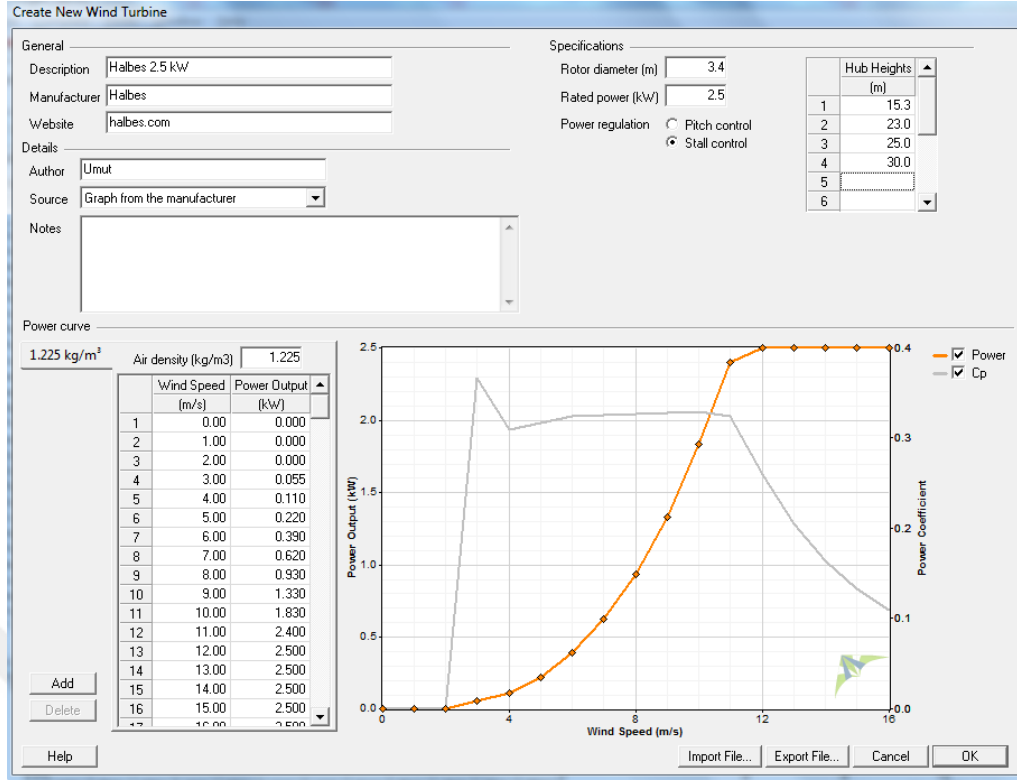 Create New Wind Turbine
General
Description Halbes 2.5 kW
Manufacturer Halbes
Website halbes.com
Details
Author Umut
Source Graph from the manufacturer
Notes
Specifications
Rotor diameter (m) 3.4
Rated power (kW) 2.5
Power regulation Pitch control
Stall control
Hub Heights
(m)
1 15.3
2 23.0
3 25.0
4 30.0
5
6
Power curve
1.225 kg/m³
Air density (kg/m3) 1.225
Wind Speed Power Output
(m/s) (kW)
1 0.00 0.000
2 1.00 0.000
3 2.00 0.000
4 3.00 0.055
5 4.00 0.110
6 5.00 0.220
7 6.00 0.390
8 7.00 0.620
9 8.00 0.930
10 9.00 1.330
11 10.00 1.830
12 11.00 2.400
13 12.00 2.500
14 13.00 2.500
15 14.00 2.500
16 15.00 2.500
17 16.00 2.500
Add
Delete
Power Output (kW)
2.5
2.0
1.5
1.0
0.5
0.0
0 4 8 12 16
Wind Speed (m/s)
0.4
0.3
0.2
0.1
0.0
Power Coefficient
Power
Cp
Help
Import File...
Export File...
Cancel
OK